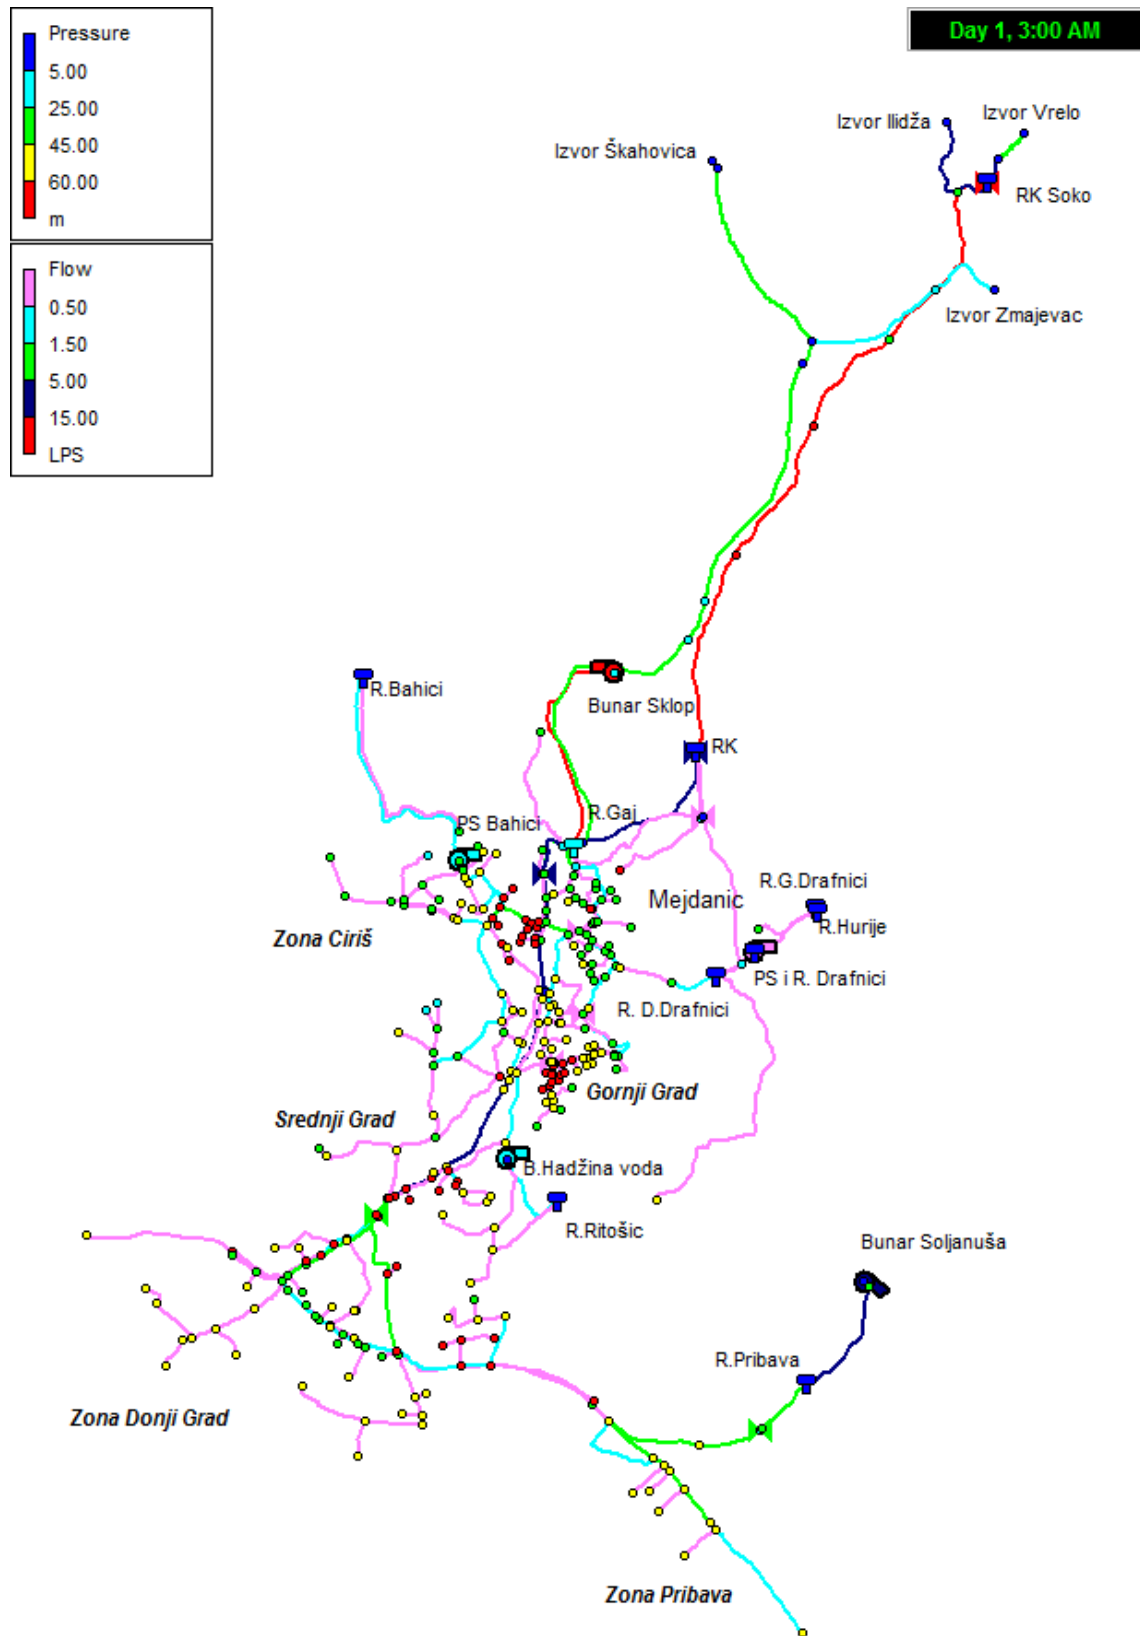 Pressure
5.00
25.00
45.00
60.00
m
Flow
0.50
1.50
5.00
15.00
LPS
Day 1, 3:00 AM
Izvor Ilidža
Izvor Vrelo
Izvor Škahovica
RK Soko
Izvor Zmajevac
R.Bahici
Bunar Sklop
RK
PS Bahici
R.Gaj
R.G.Drafnici
Mejdanic
R.Hurije
Zona Ciriš
PS i R. Drafnici
R. D.Drafnici
Gornji Grad
Srednji Grad
B.Hadžina voda
R.Ritošic
Bunar Soljanuša
R.Pribava
Zona Donji Grad
Zona Pribava